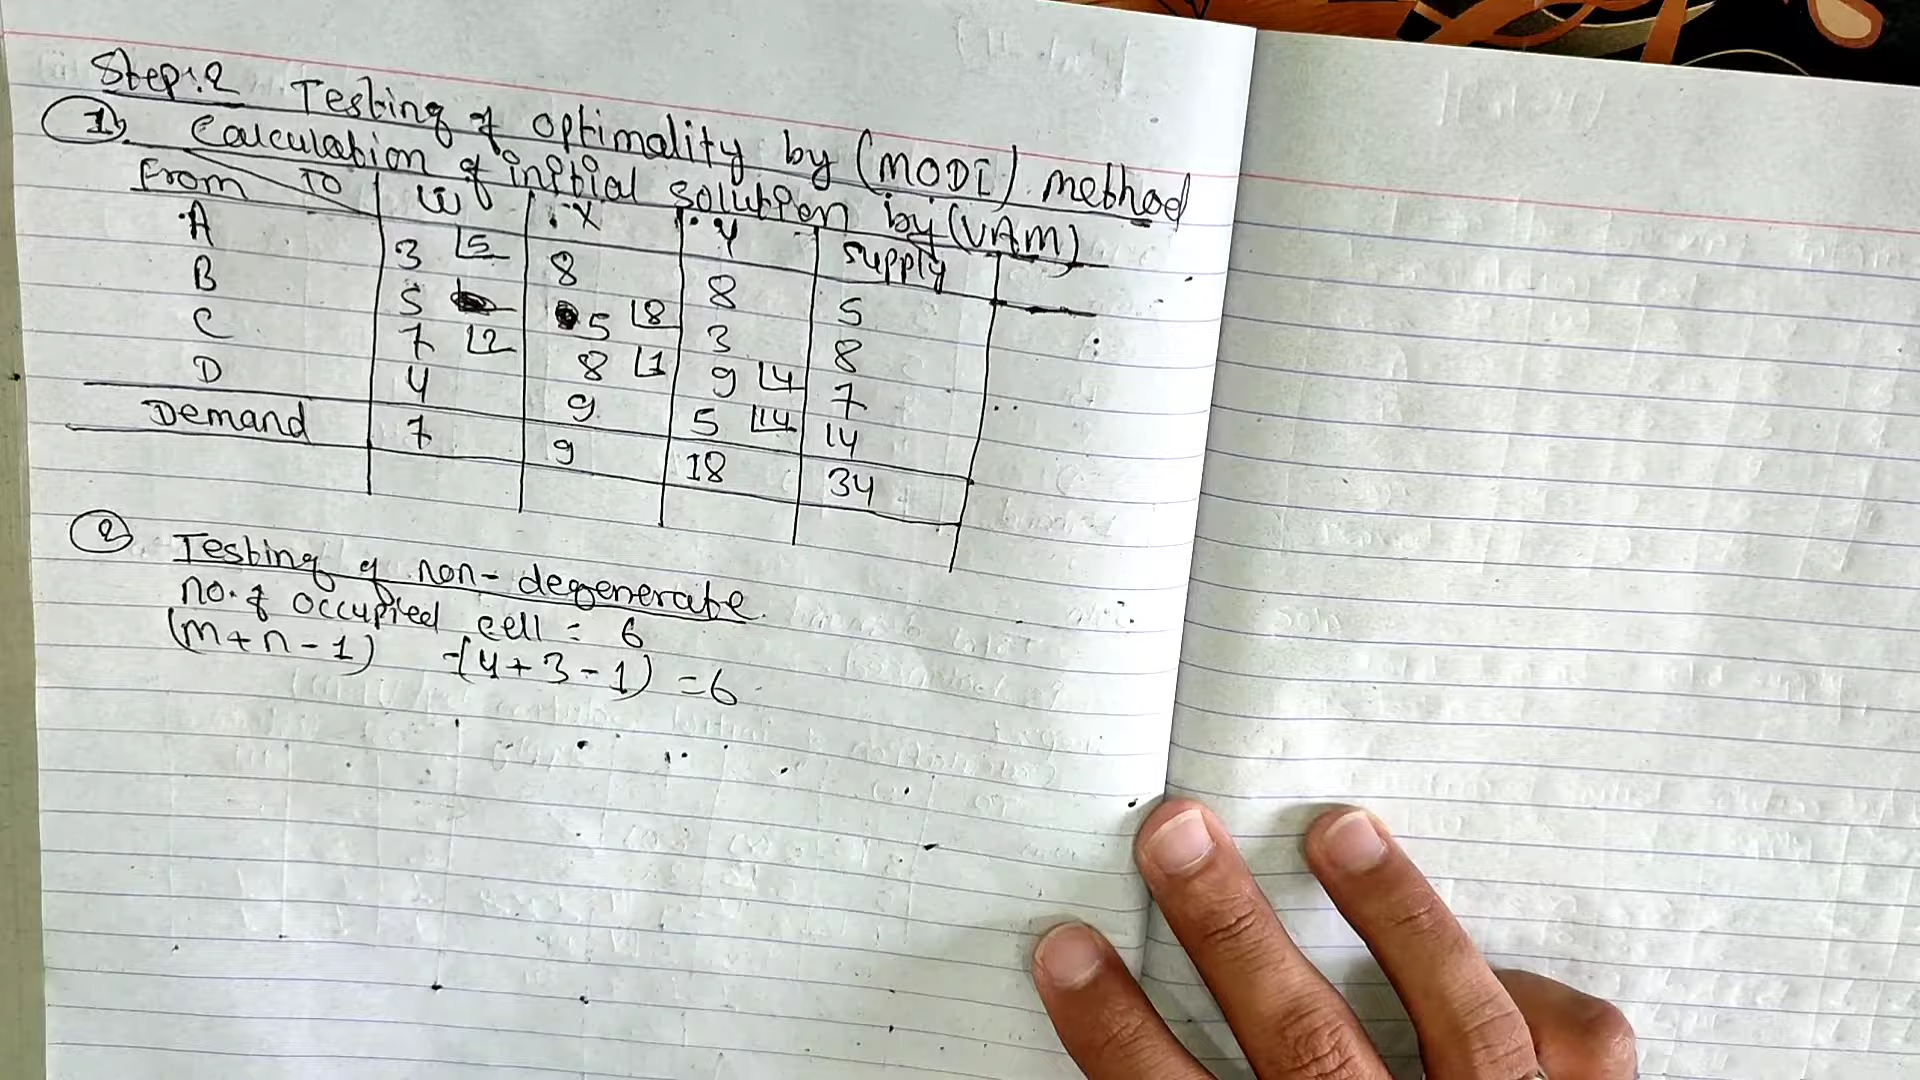 Step:2 Testing of optimality by (MODI) method
1) Calculation of initial solution by (VAM)
From TO W X Y Supply
A 3 5 8 8 5
B 5 5 8 3 8
C 7 2 8 1 9 4 7
D 4 9 5 14 14
Demand 7 9 18 34
2 Testing of non-degenerate
no. of occupied cell = 6
(m+n-1) -(4+3-1) =6